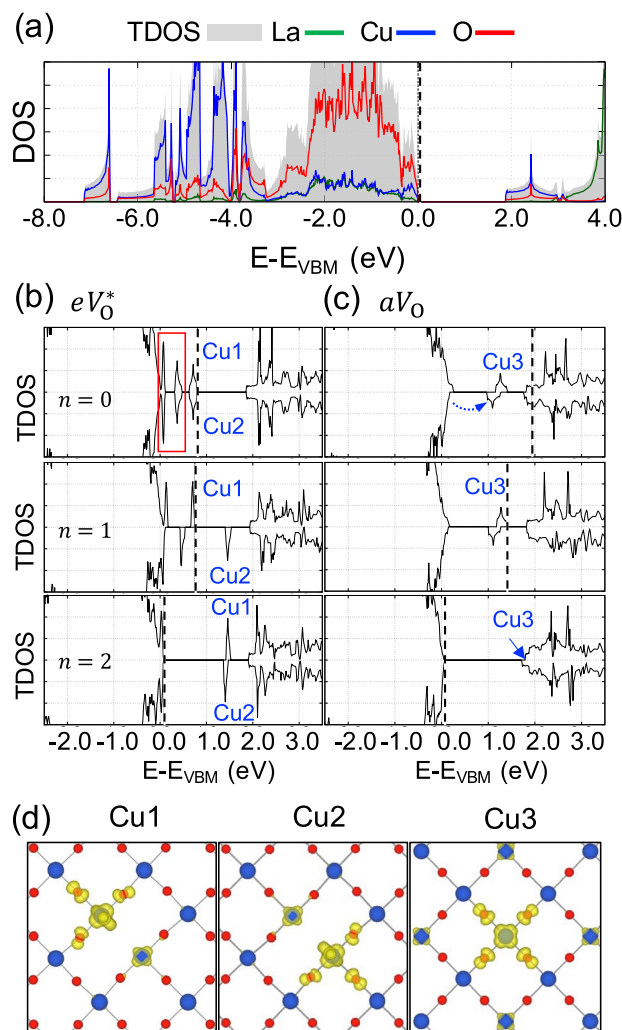 (a) TDOS La Cu O
DOS
-8.0 -6.0 -4.0 -2.0 0.0 2.0 4.0
E-E_VBM (eV)
(b) eV_O^* (c) aV_O
TDOS n = 0 Cu1 Cu2 Cu3
TDOS n = 1 Cu1 Cu2 Cu3
TDOS n = 2 Cu1 Cu2 Cu3
-2.0 -1.0 0.0 1.0 2.0 3.0 -2.0 -1.0 0.0 1.0 2.0 3.0
E-E_VBM (eV) E-E_VBM (eV)
(d) Cu1 Cu2 Cu3